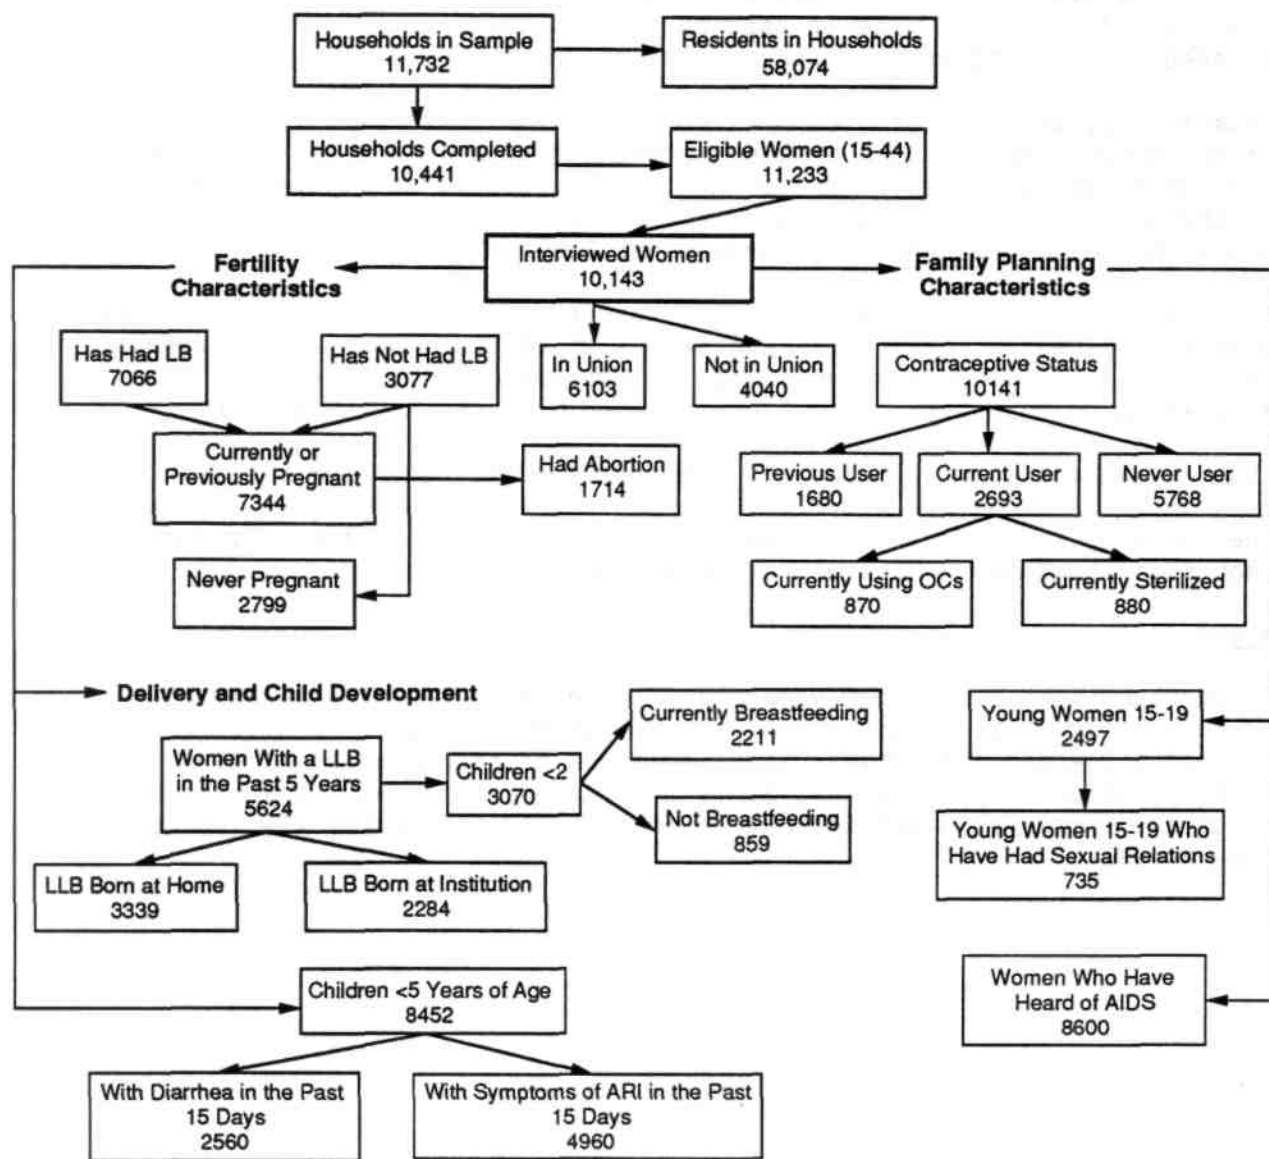 Households in Sample
11,732
Residents in Households
58,074
Households Completed
10,441
Eligible Women (15-44)
11,233
Interviewed Women
10,143
Fertility
Characteristics
Family Planning
Characteristics
Has Had LB
7066
Has Not Had LB
3077
In Union
6103
Not in Union
4040
Contraceptive Status
10141
Currently or
Previously Pregnant
7344
Had Abortion
1714
Previous User
1680
Current User
2693
Never User
5768
Never Pregnant
2799
Currently Using OCs
870
Currently Sterilized
880
Delivery and Child Development
Women With a LLB
in the Past 5 Years
5624
Children <2
3070
Currently Breastfeeding
2211
Not Breastfeeding
859
LLB Born at Home
3339
LLB Born at Institution
2284
Young Women 15-19
2497
Young Women 15-19 Who
Have Had Sexual Relations
735
Children <5 Years of Age
8452
Women Who Have
Heard of AIDS
8600
With Diarrhea in the Past
15 Days
2560
With Symptoms of ARI in the Past
15 Days
4960